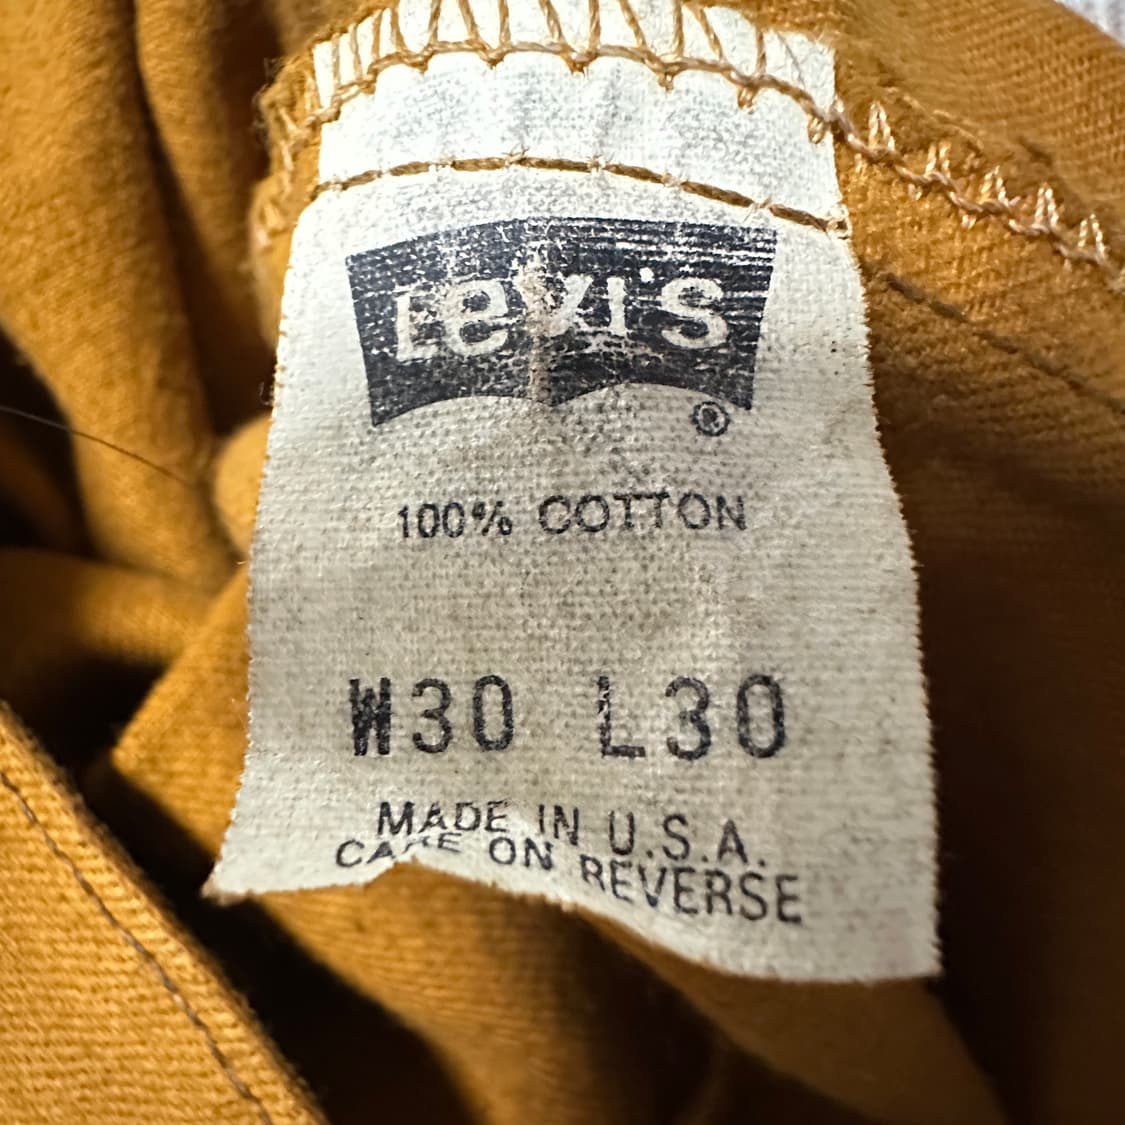 Levi's
®
100% COTTON
W30 L30
MADE IN U.S.A.
CARE ON REVERSE